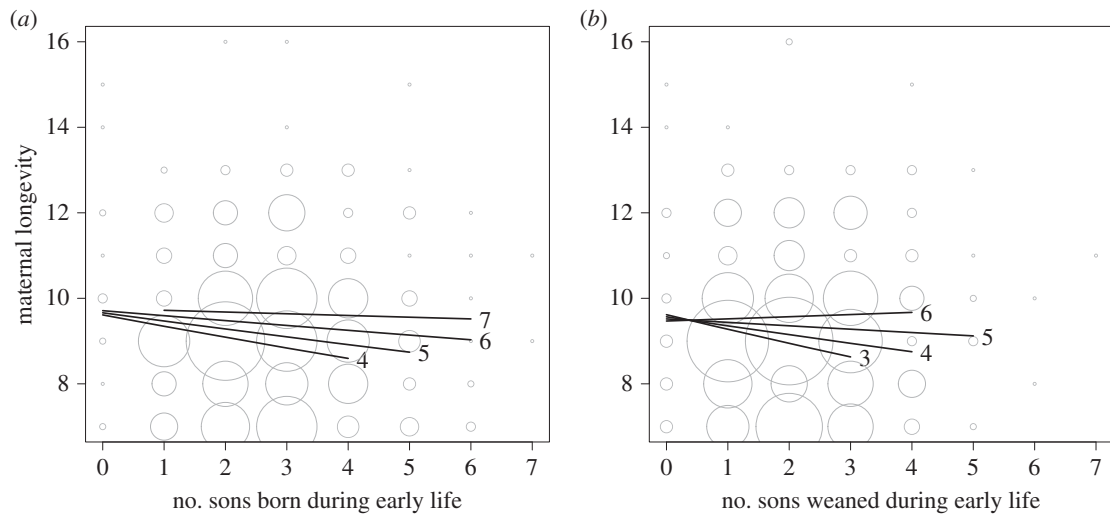 (a)
16
14
12
10
8
maternal longevity
7
6
5
4
0 1 2 3 4 5 6 7
no. sons born during early life
(b)
16
14
12
10
8
6
5
4
3
0 1 2 3 4 5 6 7
no. sons weaned during early life